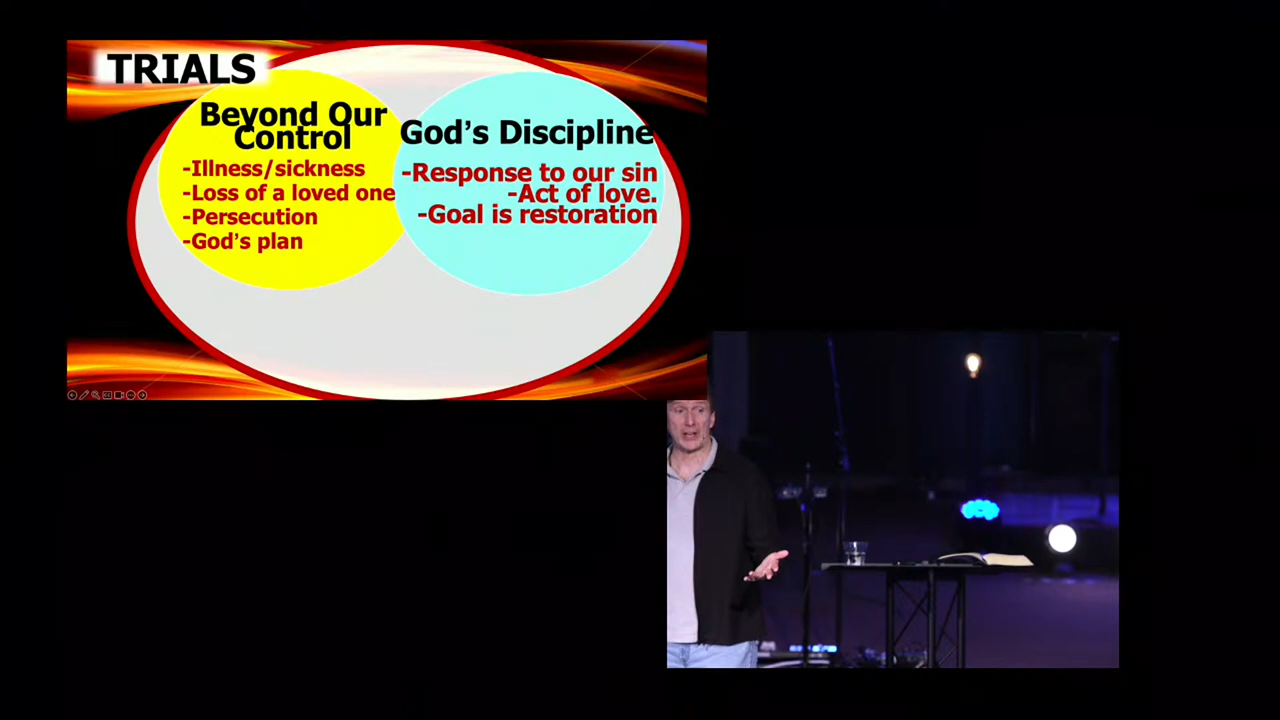 TRIALS
Beyond Our
Control
-Illness/sickness
-Loss of a loved one
-Persecution
-God’s plan
God’s Discipline
-Response to our sin
-Act of love.
-Goal is restoration